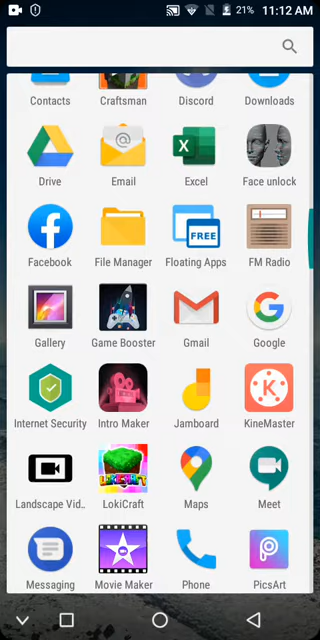 21% 11:12 AM
Contacts Craftsman Discord Downloads
Drive Email Excel Face unlock
FREE
Facebook File Manager Floating Apps FM Radio
Gallery Game Booster Gmail Google
Internet Security Intro Maker Jamboard KineMaster
LOKICRAFT
Landscape Vid.. LokiCraft Maps Meet
Messaging Movie Maker Phone PicsArt